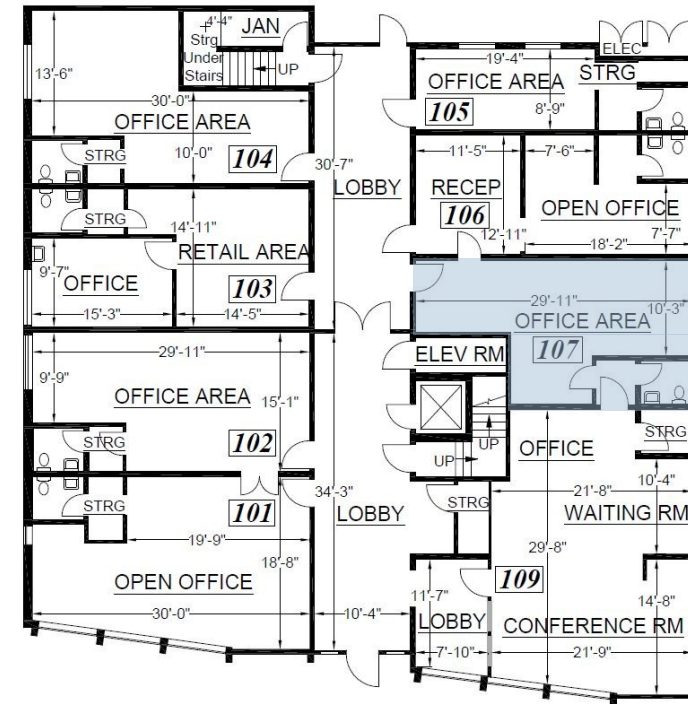 4'-4"
JAN
Strg
Under
Stairs
UP
13'-6"
30'-0"
OFFICE AREA
10'-0"
104
STRG
30'-7"
LOBBY
19'-4"
ELEC
OFFICE AREA
STRG
105
8'-9"
11'-5"
7'-6"
RECEP
106
OPEN OFFICE
12'-11"
7'-7"
18'-2"
STRG
14'-11"
RETAIL AREA
9'-7"
OFFICE
103
15'-3"
14'-5"
29'-11"
10'-3"
OFFICE AREA
107
ELEV RM
29'-11"
9'-9"
OFFICE AREA
15'-1"
102
STRG
UP
UP
OFFICE
STRG
101
STRG
34'-3"
LOBBY
STRG
21'-8"
10'-4"
WAITING RM
19'-9"
18'-8"
OPEN OFFICE
29'-8"
109
11'-7"
14'-8"
30'-0"
10'-4"
LOBBY
CONFERENCE RM
7'-10"
21'-9"